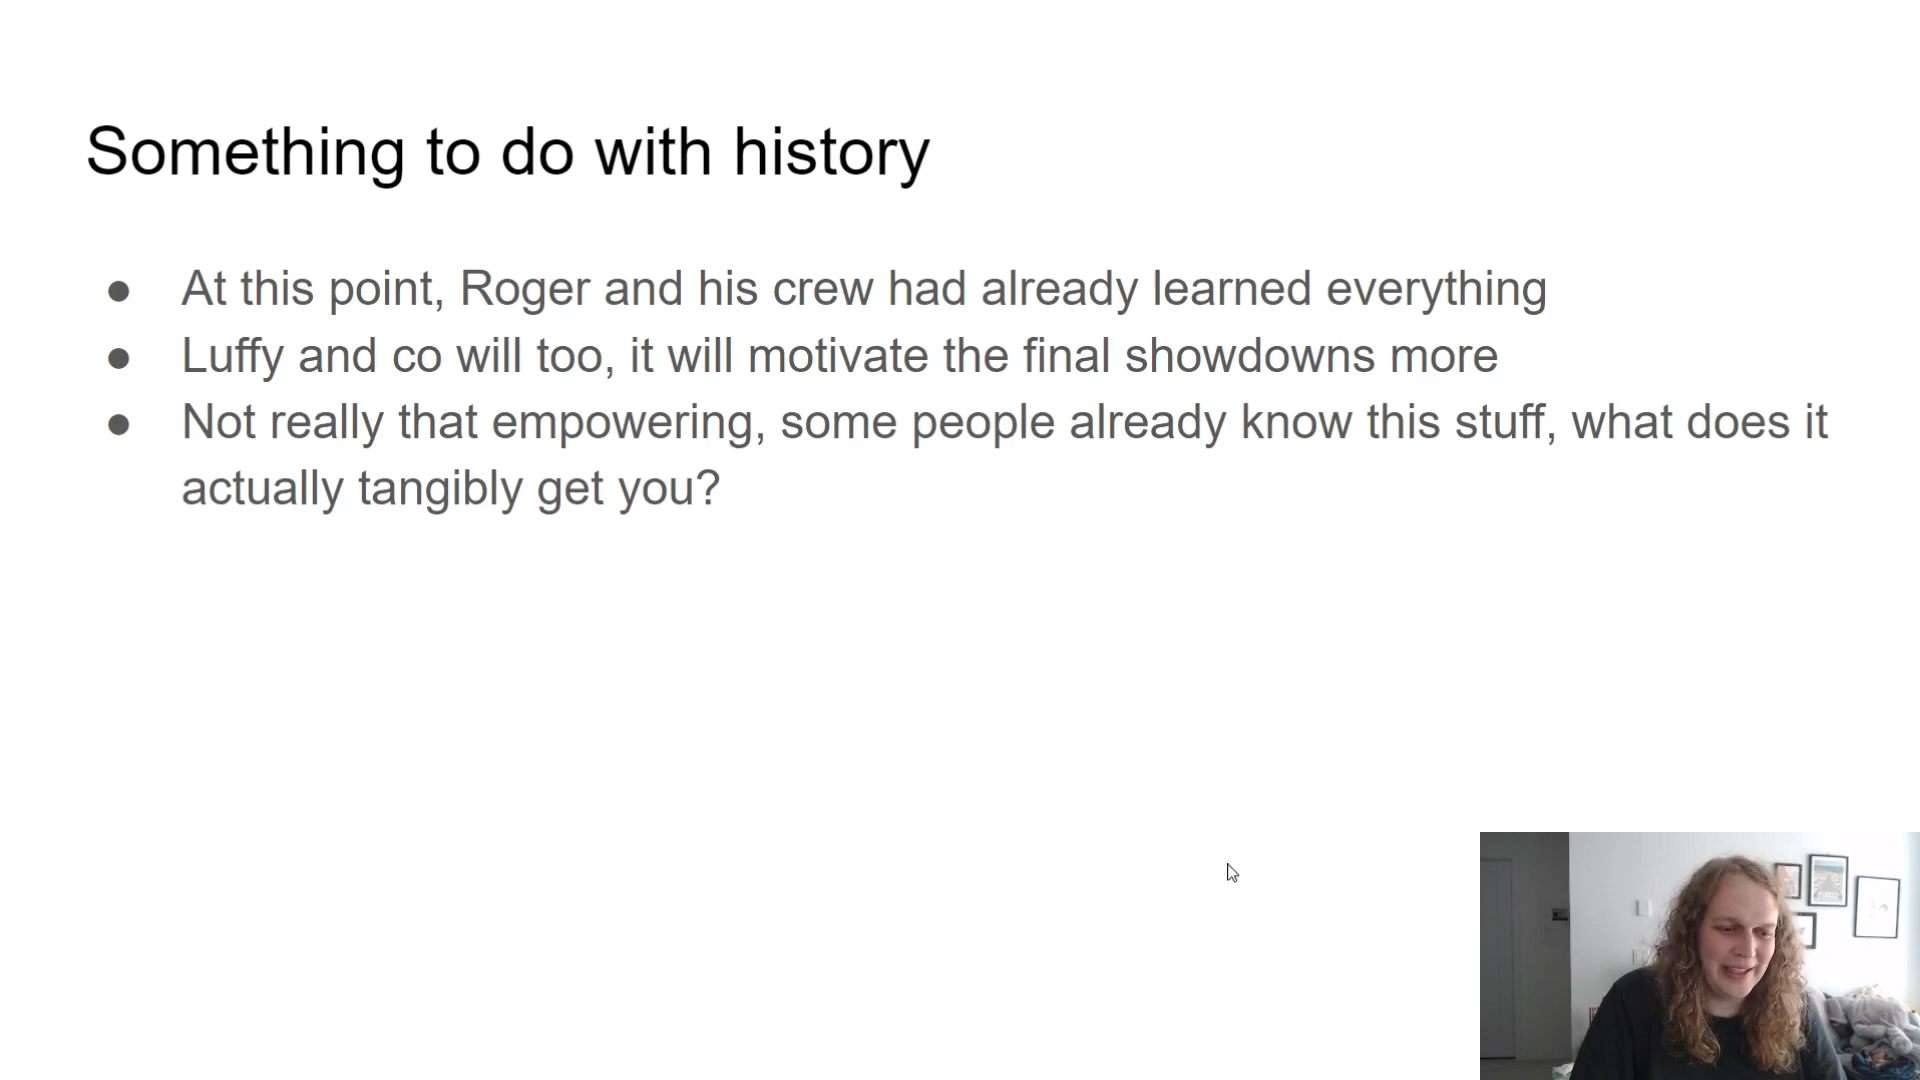 Something to do with history
● At this point, Roger and his crew had already learned everything
● Luffy and co will too, it will motivate the final showdowns more
● Not really that empowering, some people already know this stuff, what does it
actually tangibly get you?